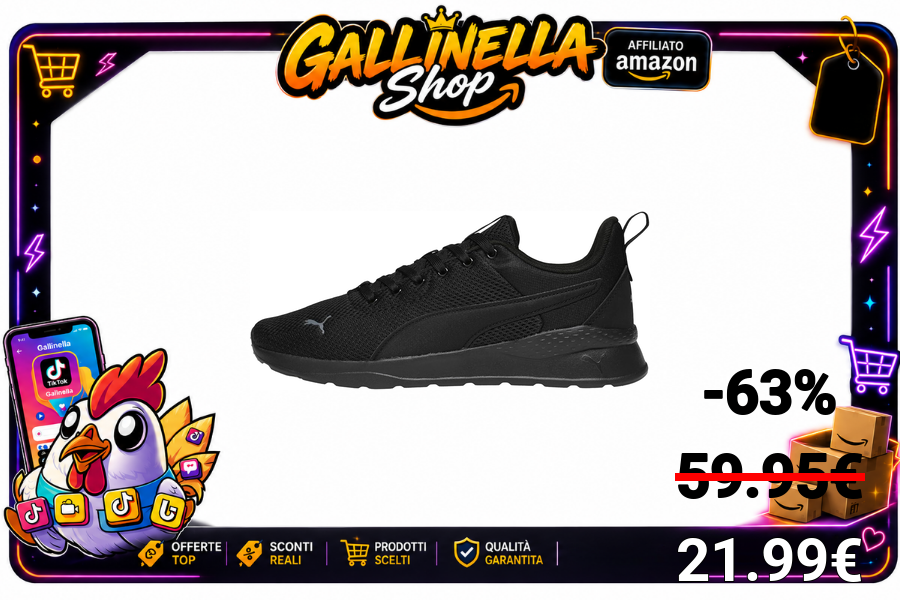 GALLINELLA
Shop
AFFILIATO
amazon
Gallinella
TikTok
Gallinella
-63%
59.95€
21.99€
OFFERTE
TOP
SCONTI
REALI
PRODOTTI
SCELTI
QUALITÀ
GARANTITA